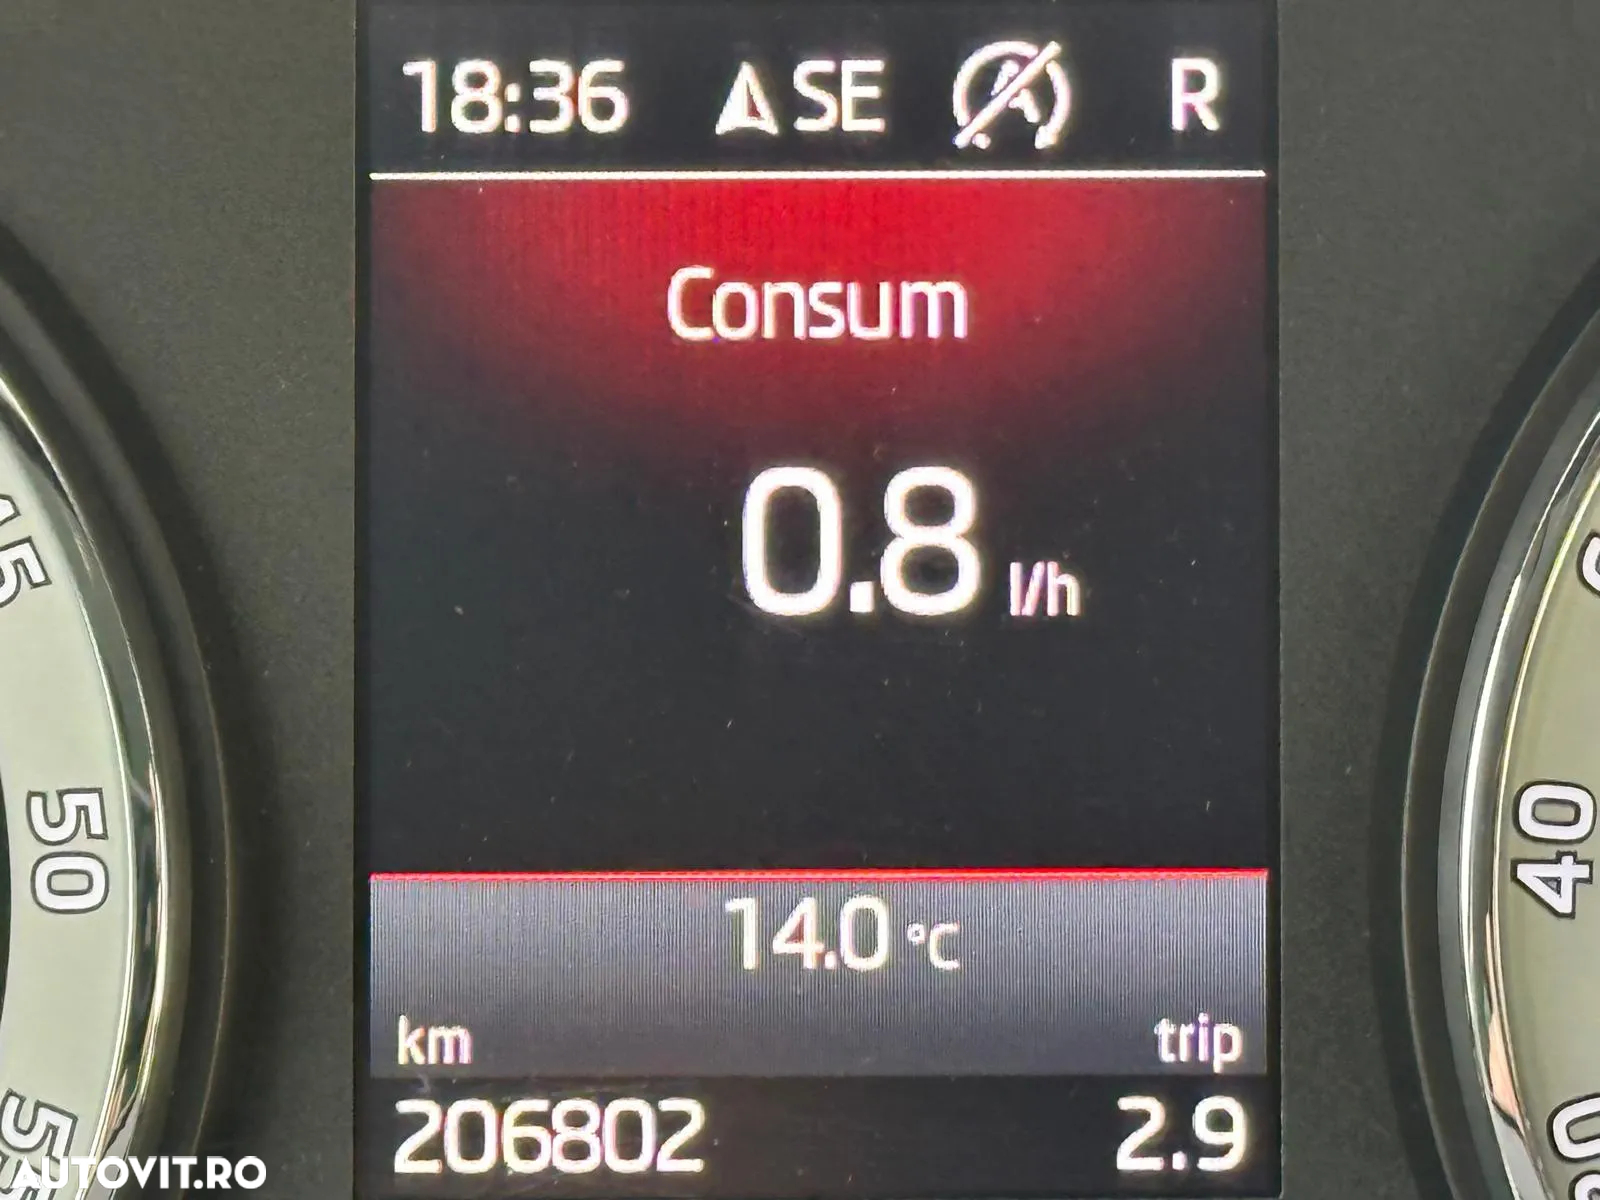 18:36 SE R
Consum
0.8 l/h
14.0 °C
km trip
206802 2.9
50
40
AUTOVIT.RO